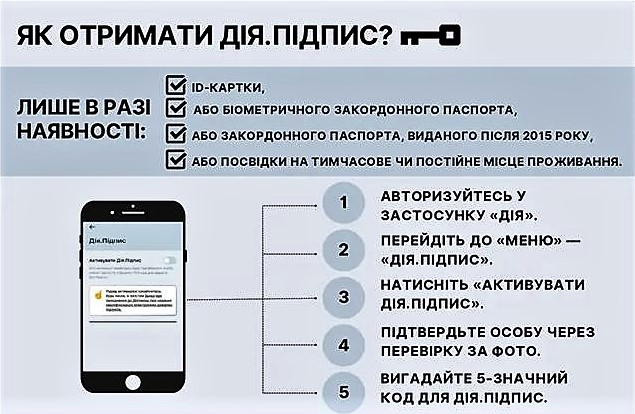 ЯК ОТРИМАТИ ДІЯ.ПІДПИС?
ЛИШЕ В РАЗІ
НАЯВНОСТІ:
ID-КАРТКИ,
АБО БІОМЕТРИЧНОГО ЗАКОРДОННОГО ПАСПОРТА,
АБО ЗАКОРДОННОГО ПАСПОРТА, ВИДАНОГО ПІСЛЯ 2015 РОКУ,
АБО ПОСВІДКИ НА ТИМЧАСОВЕ ЧИ ПОСТІЙНЕ МІСЦЕ ПРОЖИВАННЯ.
Дія.Підпис
Активувати Дія.Підпис
1 АВТОРИЗУЙТЕСЬ У
ЗАСТОСУНКУ «ДІЯ».
2 ПЕРЕЙДІТЬ ДО «МЕНЮ» —
«ДІЯ.ПІДПИС».
3 НАТИСНІТЬ «АКТИВУВАТИ
ДІЯ.ПІДПИС».
4 ПІДТВЕРДЬТЕ ОСОБУ ЧЕРЕЗ
ПЕРЕВІРКУ ЗА ФОТО.
5 ВИГАДАЙТЕ 5-ЗНАЧНИЙ
КОД ДЛЯ ДІЯ.ПІДПИС.